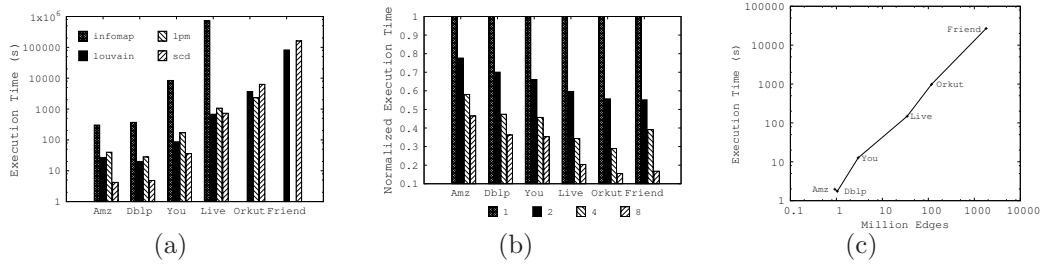 1x10^6
100000
10000
1000
100
10
1
Execution Time (s)
infomap
lpm
louvain
scd
Amz Dblp You Live Orkut Friend
(a)
1
0.9
0.8
0.7
0.6
0.5
0.4
0.3
0.2
0.1
Normalized Execution Time
Amz Dblp You Live Orkut Friend
1 2 4 8
(b)
100000
10000
1000
100
10
1
Execution Time (s)
Friend
Orkut
Live
You
Amz
Dblp
0.1 1 10 100 1000 10000
Million Edges
(c)